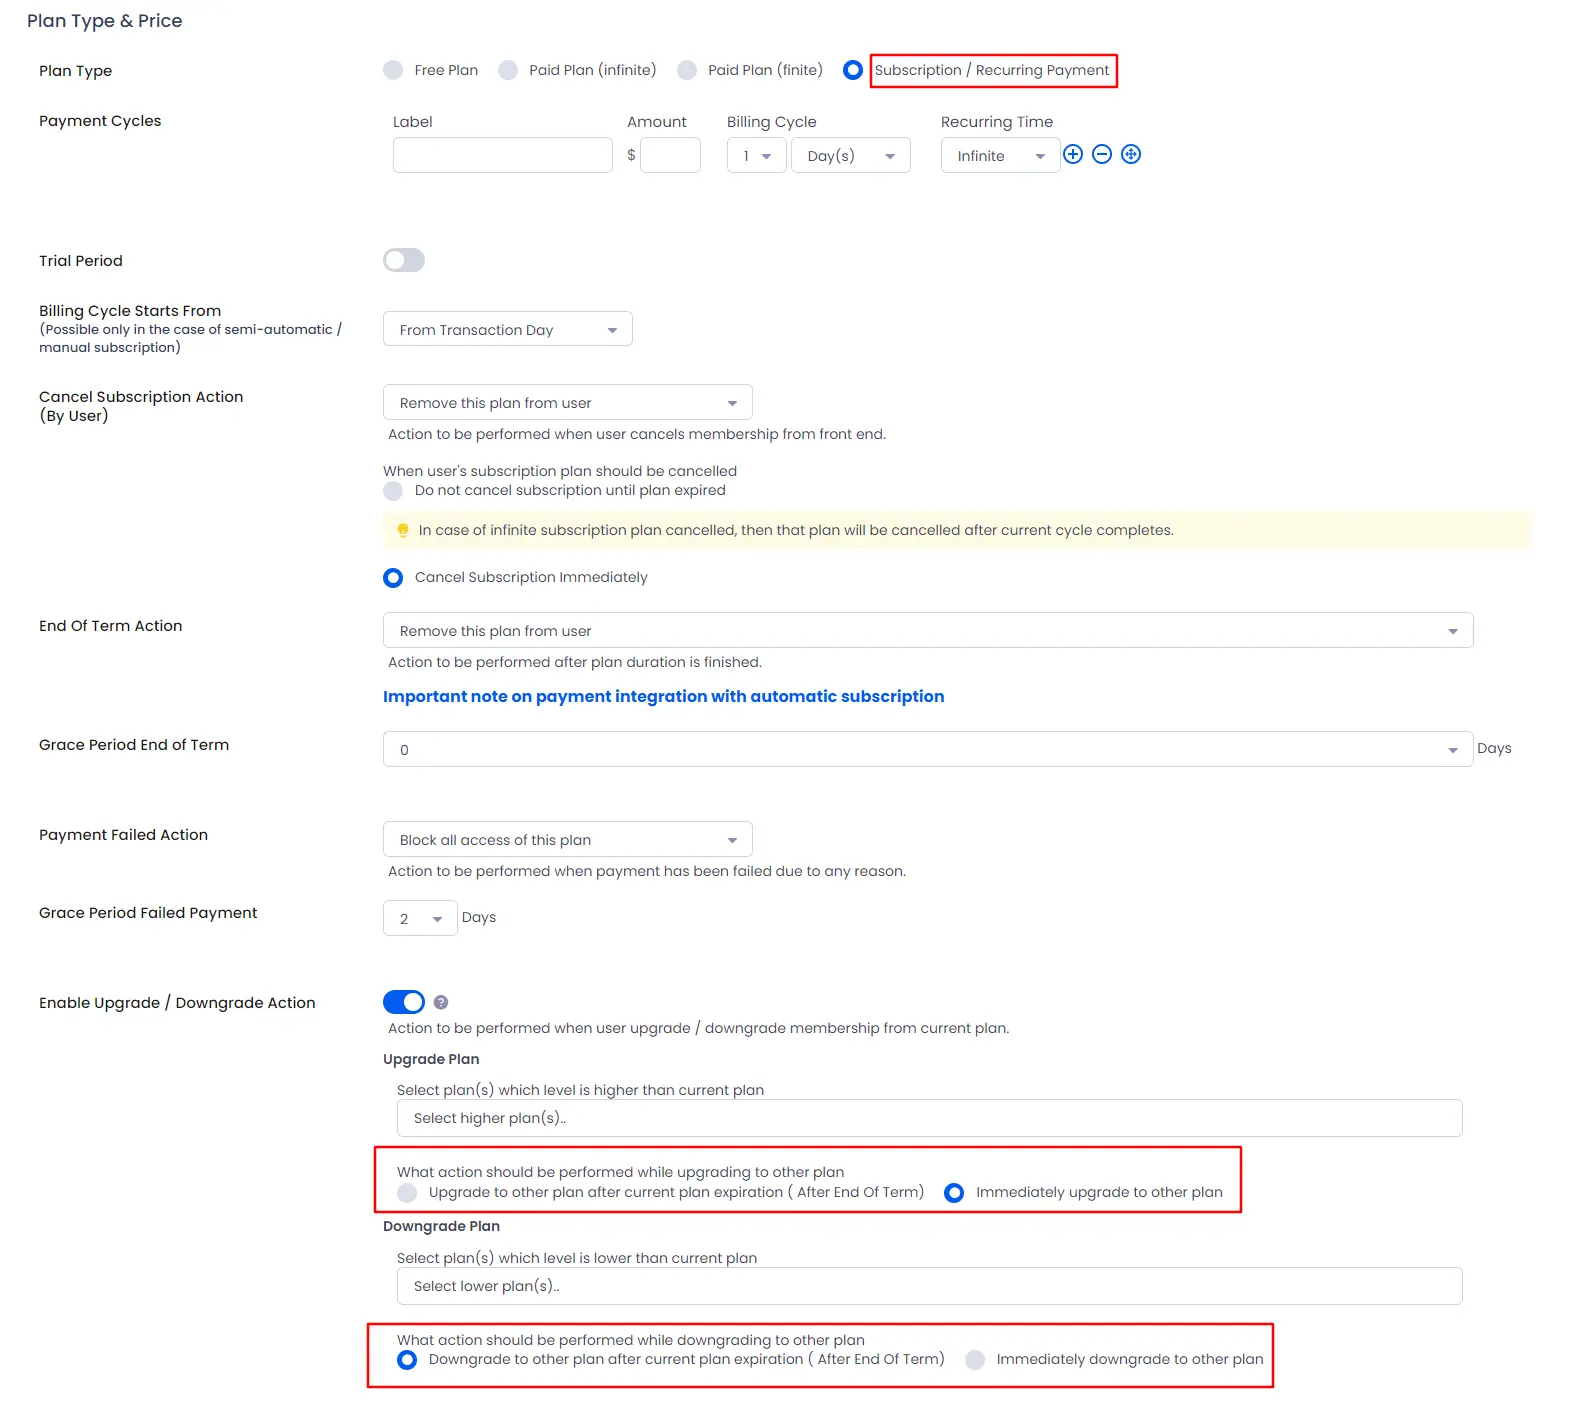 Plan Type & Price
Plan Type
Free Plan Paid Plan (infinite) Paid Plan (finite) Subscription / Recurring Payment
Payment Cycles
Label Amount Billing Cycle Recurring Time
$ 1 Day(s) Infinite
Trial Period
Billing Cycle Starts From
(Possible only in the case of semi-automatic /
manual subscription)
From Transaction Day
Cancel Subscription Action
(By User)
Remove this plan from user
Action to be performed when user cancels membership from front end.
When user's subscription plan should be cancelled
Do not cancel subscription until plan expired
In case of infinite subscription plan cancelled, then that plan will be cancelled after current cycle completes.
Cancel Subscription Immediately
End Of Term Action
Remove this plan from user
Action to be performed after plan duration is finished.
Important note on payment integration with automatic subscription
Grace Period End of Term
0 Days
Payment Failed Action
Block all access of this plan
Action to be performed when payment has been failed due to any reason.
Grace Period Failed Payment
2 Days
Enable Upgrade / Downgrade Action
?
Action to be performed when user upgrade / downgrade membership from current plan.
Upgrade Plan
Select plan(s) which level is higher than current plan
Select higher plan(s)..
What action should be performed while upgrading to other plan
Upgrade to other plan after current plan expiration ( After End Of Term) Immediately upgrade to other plan
Downgrade Plan
Select plan(s) which level is lower than current plan
Select lower plan(s)..
What action should be performed while downgrading to other plan
Downgrade to other plan after current plan expiration ( After End Of Term) Immediately downgrade to other plan